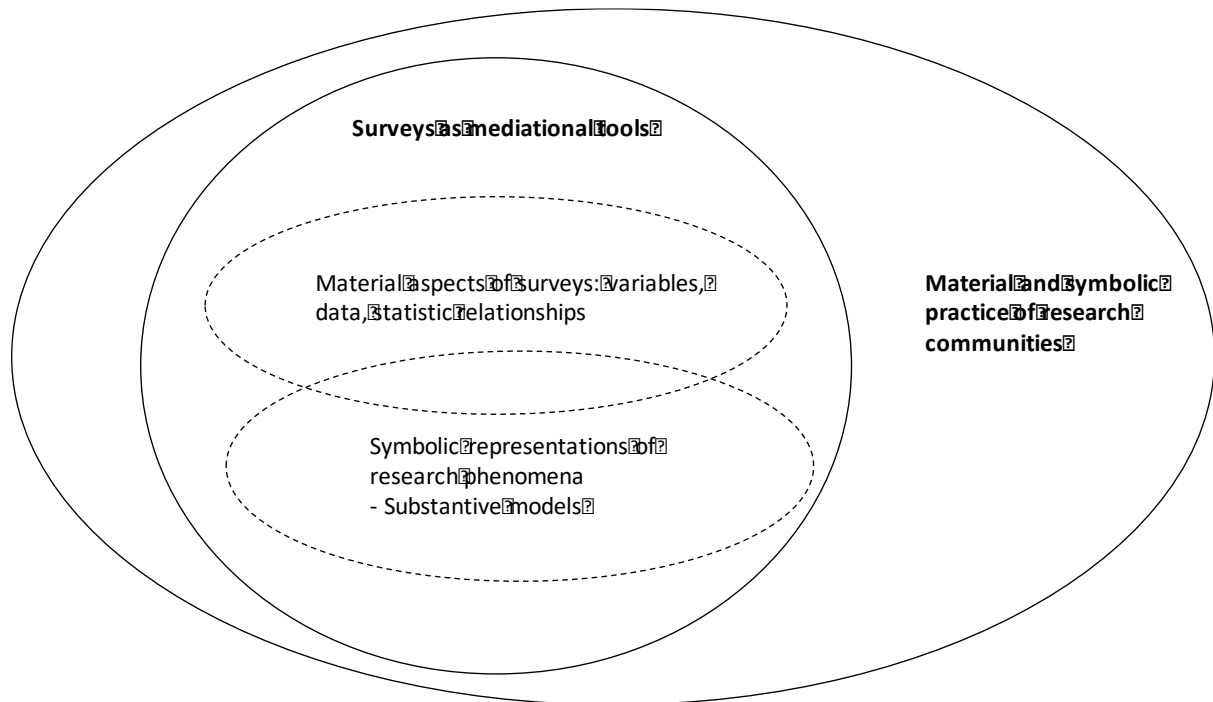 Surveys⍰as⍰mediational⍰tools⍰
Material⍰aspects⍰of⍰surveys:⍰variables,⍰
data,⍰statistic⍰relationships
Material⍰and⍰symbolic⍰
practice⍰of⍰research⍰
communities⍰
Symbolic⍰representations⍰of⍰
research⍰phenomena
- Substantive⍰models⍰